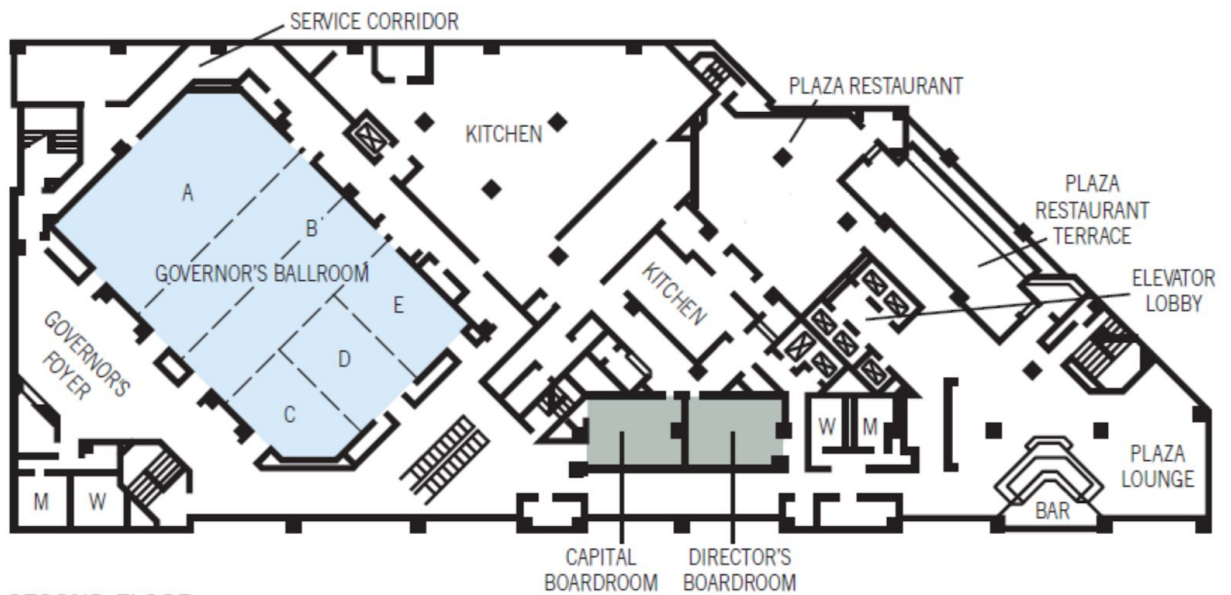 SERVICE CORRIDOR
PLAZA RESTAURANT
KITCHEN
PLAZA
RESTAURANT
TERRACE
A
B
GOVERNOR'S BALLROOM
E
ELEVATOR
LOBBY
KITCHEN
GOVERNOR'S
FOYER
D
C
W
M
PLAZA
LOUNGE
M
W
BAR
CAPITAL
BOARDROOM
DIRECTOR'S
BOARDROOM